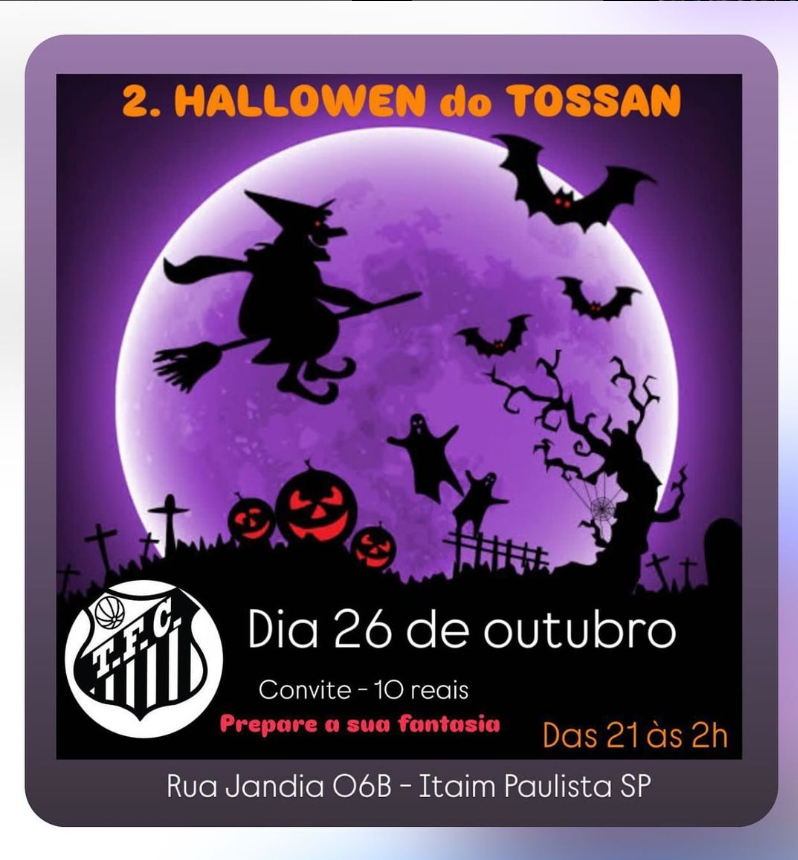 2. HALLOWEN do TOSSAN
T.F.C.
Dia 26 de outubro
Convite - 10 reais
Prepare a sua fantasia
Das 21 às 2h
Rua Jandia 06B - Itaim Paulista SP